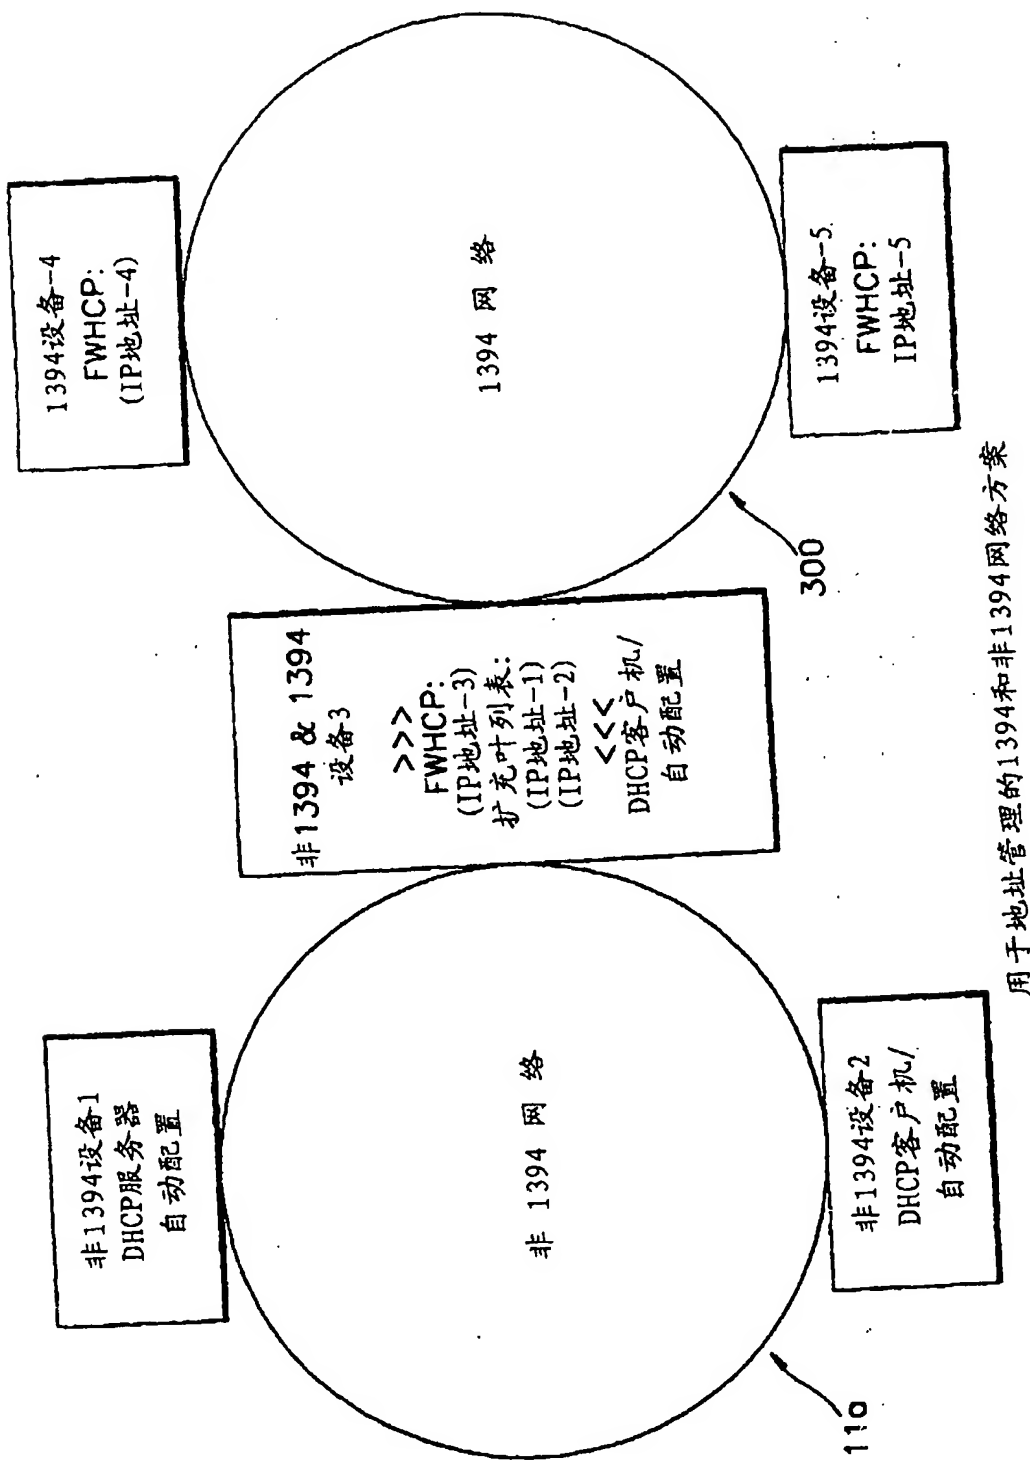 非1394设备1
DHCP服务器
自动配置
非 1394 网 络
非1394设备2
DHCP客户机/
自动配置
110
非1394 & 1394
设备3
>>>
FWHCP:
(IP地址-3)
扩充叶列表:
(IP地址-1)
(IP地址-2)
<<<
DHCP客户机/
自动配置
1394设备-4
FWHCP:
(IP地址-4)
1394 网 络
1394设备-5
FWHCP:
IP地址-5
300
用于地址管理的1394和非1394网络方案